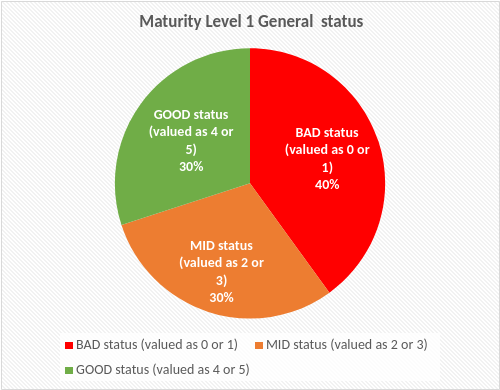 Maturity Level 1 General  status
GOOD status
(valued as 4 or
5)
30%
BAD status
(valued as 0 or
1)
40%
MID status
(valued as 2 or
3)
30%
BAD status (valued as 0 or 1)
MID status (valued as 2 or 3)
GOOD status (valued as 4 or 5)